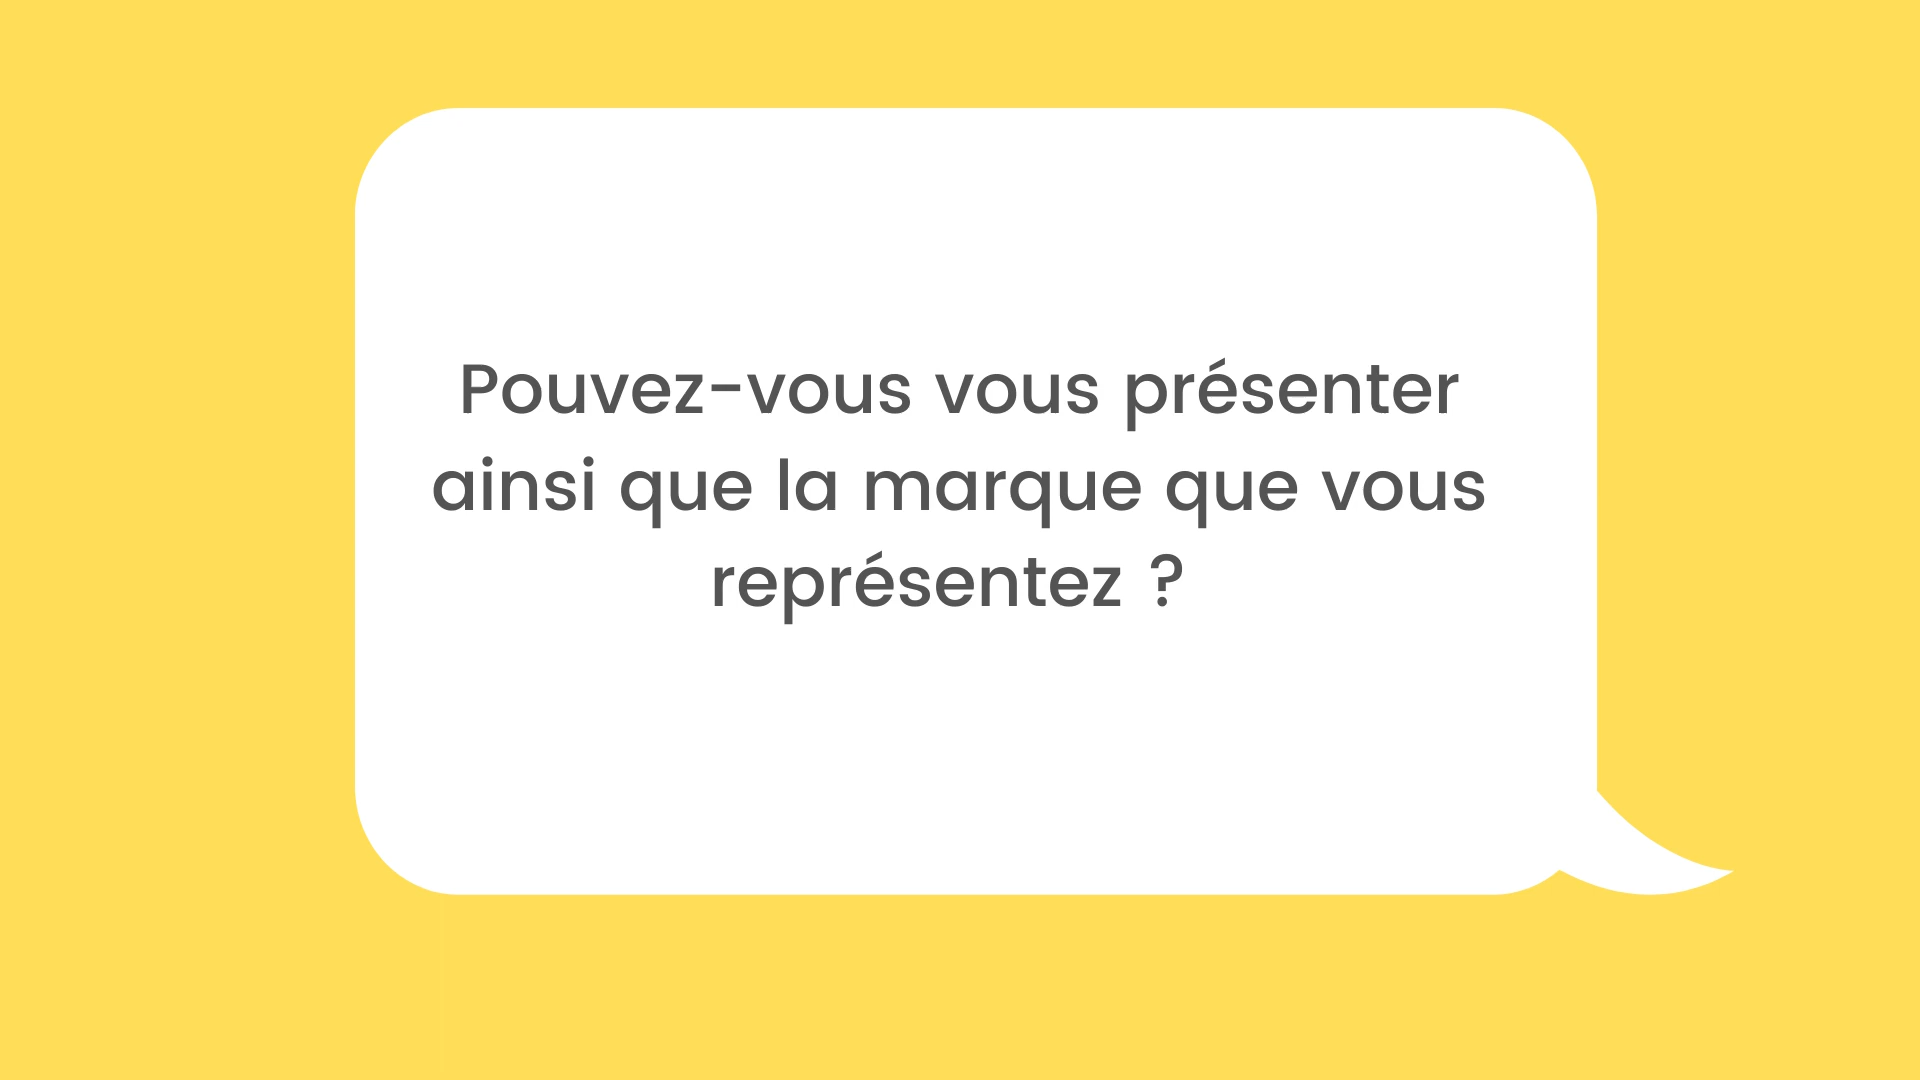 Pouvez-vous vous présenter
ainsi que la marque que vous
représentez ?